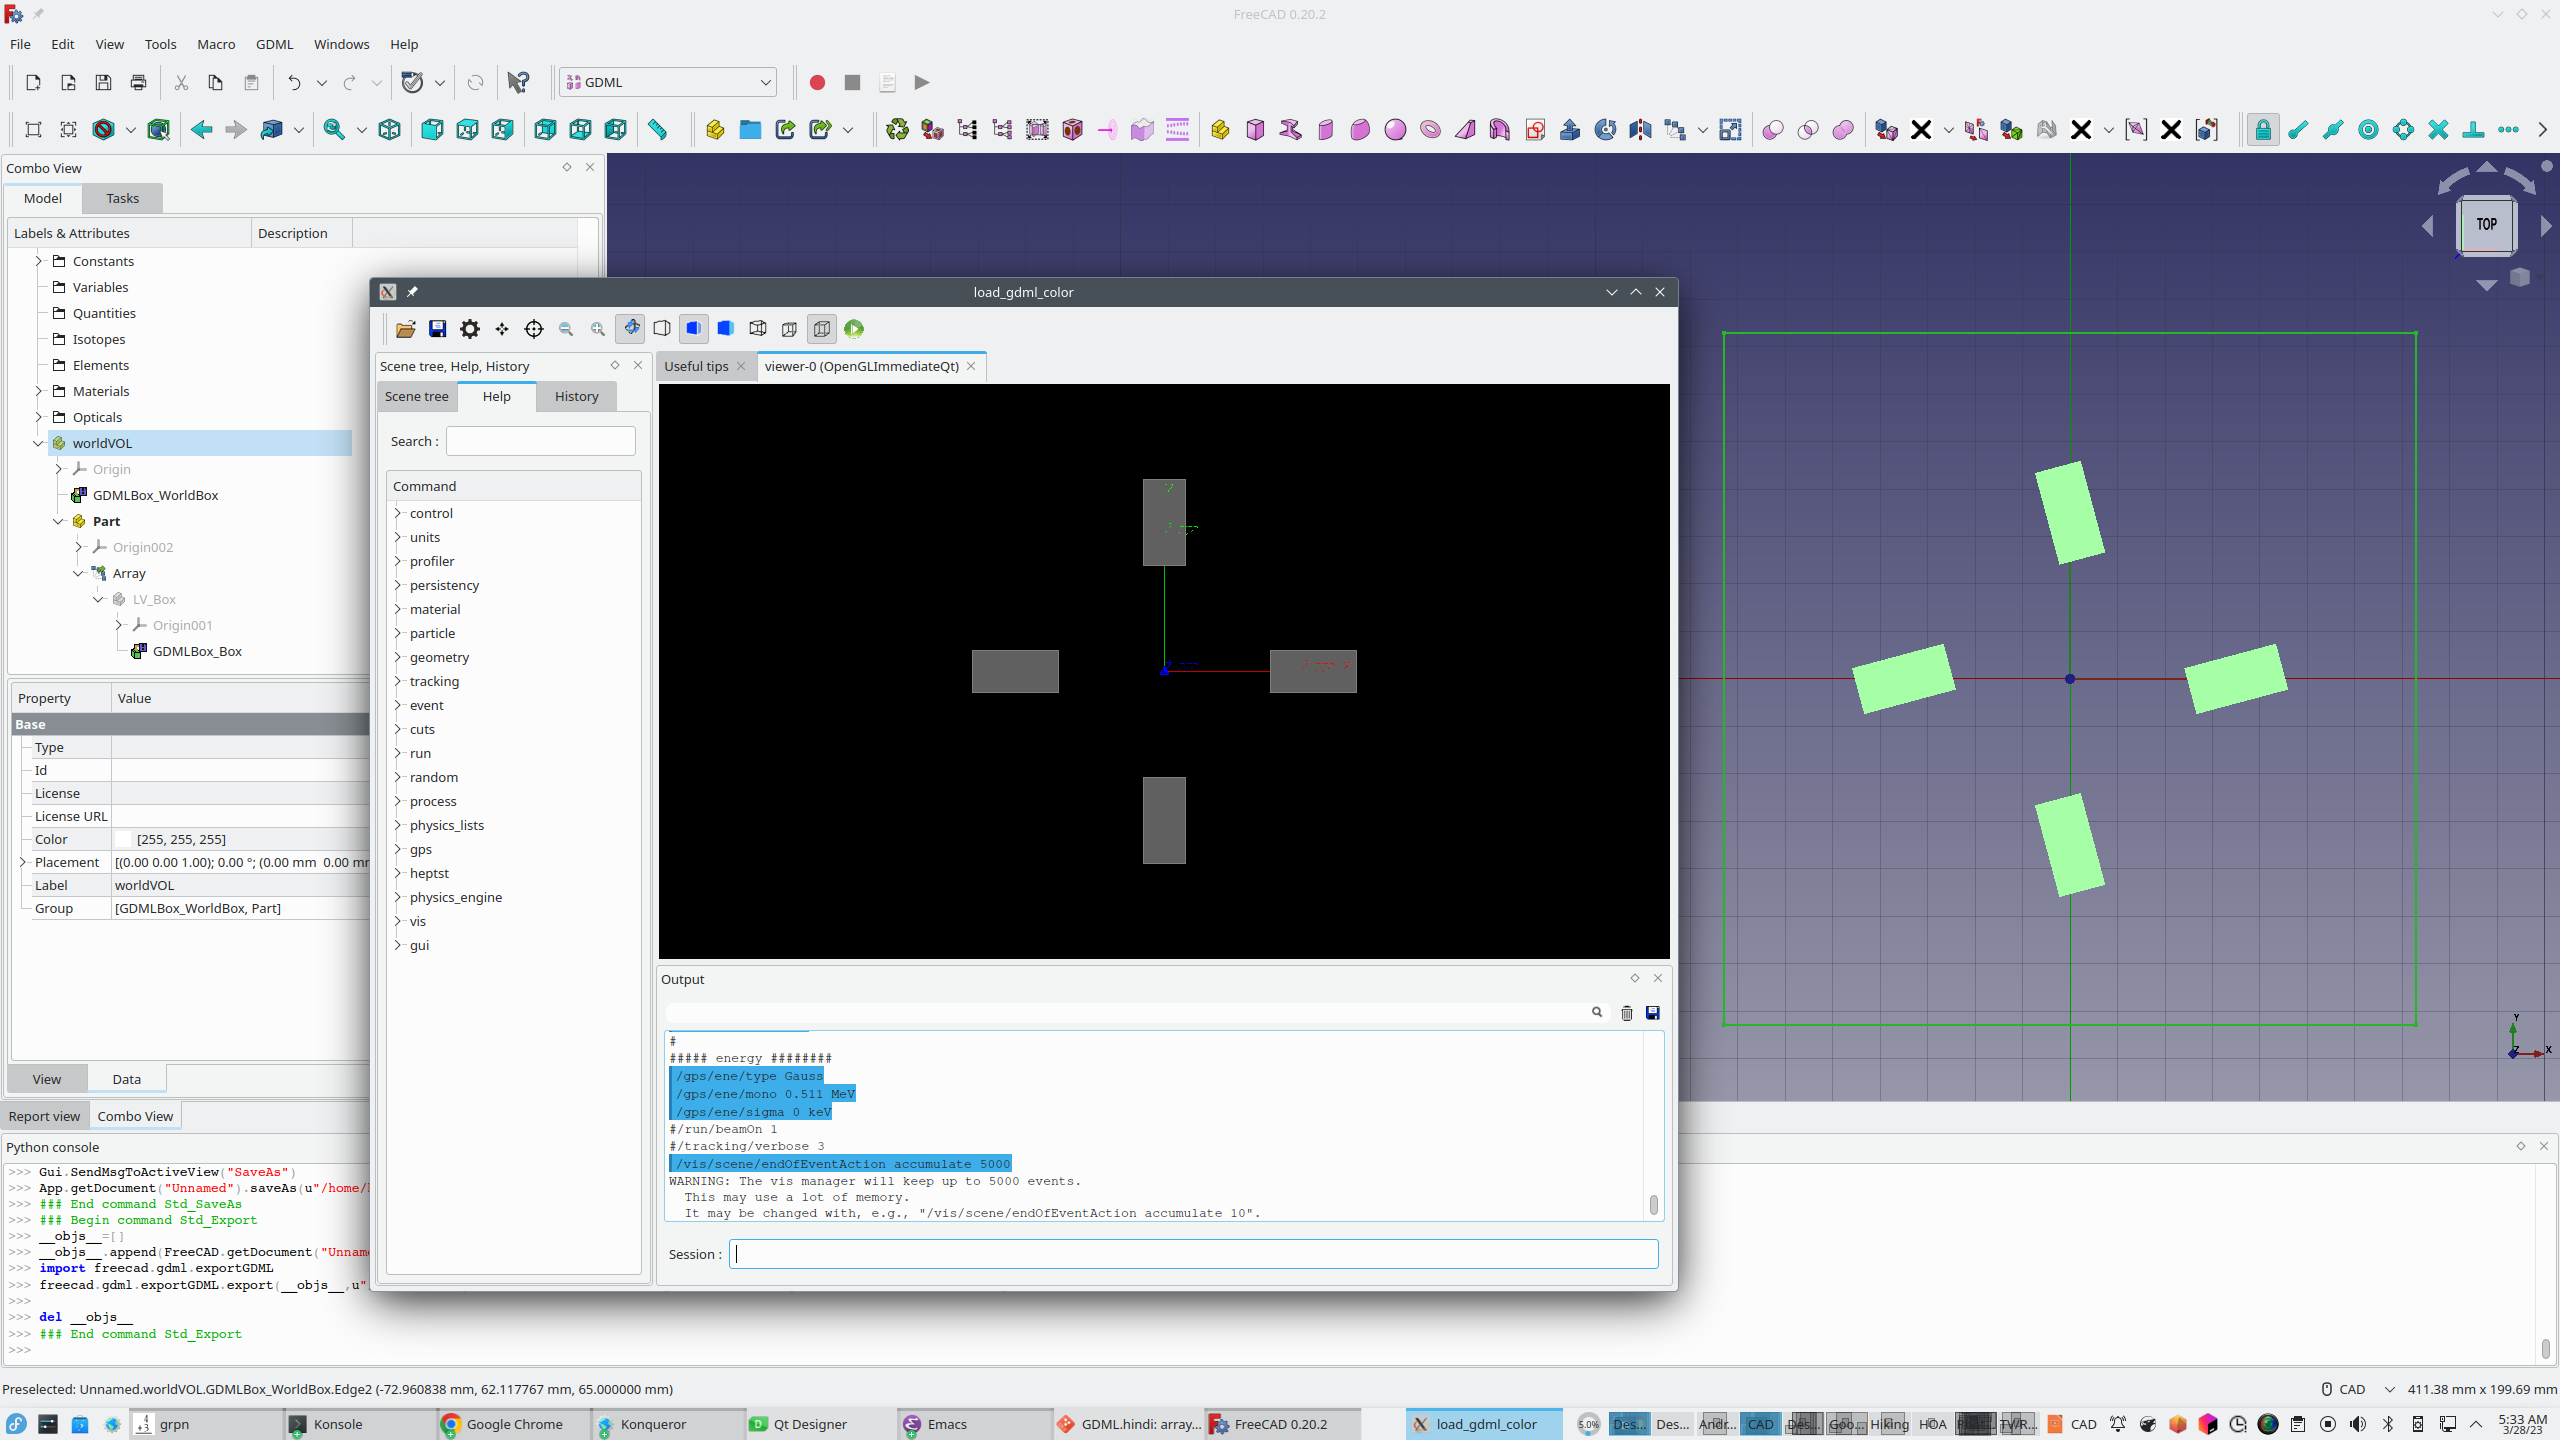 FreeCAD 0.20.2
File Edit View Tools Macro GDML Windows Help
GDML
Combo View
Model Tasks
Labels & Attributes Description
Constants
Variables
Quantities
Isotopes
Elements
Materials
Opticals
worldVOL
Origin
GDMLBox_WorldBox
Part
Origin002
Array
LV_Box
Origin001
GDMLBox_Box
Property Value
Base
Type
Id
License
License URL
Color [255, 255, 255]
Placement [(0.00 0.00 1.00); 0.00 °; (0.00 mm 0.00 mr
Label worldVOL
Group [GDMLBox_WorldBox, Part]
View Data
Report view Combo View
Python console
>>> Gui.SendMsgToActiveView("SaveAs")
>>> App.getDocument("Unnamed").saveAs(u"/home/
>>> ### End command Std_SaveAs
>>> ### Begin command Std_Export
>>> __objs__=[]
>>> __objs__.append(FreeCAD.getDocument("Unname
>>> import freecad.gdml.exportGDML
>>> freecad.gdml.exportGDML.export(__objs__,u"
>>>
>>> del __objs__
>>> ### End command Std_Export
>>>
load_gdml_color
Scene tree, Help, History
Scene tree Help History
Search :
Command
control
units
profiler
persistency
material
particle
geometry
tracking
event
cuts
run
random
process
physics_lists
gps
heptst
physics_engine
vis
gui
Useful tips viewer-0 (OpenGLImmediateQt)
Output
#
##### energy ########
/gps/ene/type Gauss
/gps/ene/mono 0.511 MeV
/gps/ene/sigma 0 keV
#/run/beamOn 1
#/tracking/verbose 3
/vis/scene/endOfEventAction accumulate 5000
WARNING: The vis manager will keep up to 5000 events.
This may use a lot of memory.
It may be changed with, e.g., "/vis/scene/endOfEventAction accumulate 10".
Session :
TOP
Y
X
Z
Preselected: Unnamed.worldVOL.GDMLBox_WorldBox.Edge2 (-72.960838 mm, 62.117767 mm, 65.000000 mm)
CAD 411.38 mm x 199.69 mm
grpn Konsole Google Chrome Konqueror Qt Designer Emacs GDML.hindi: array... FreeCAD 0.20.2 load_gdml_color 5.0% Des... Des... Andr... CAD Des... Goo... Hiking HOA TV/R... CAD
5:33 AM
3/28/23